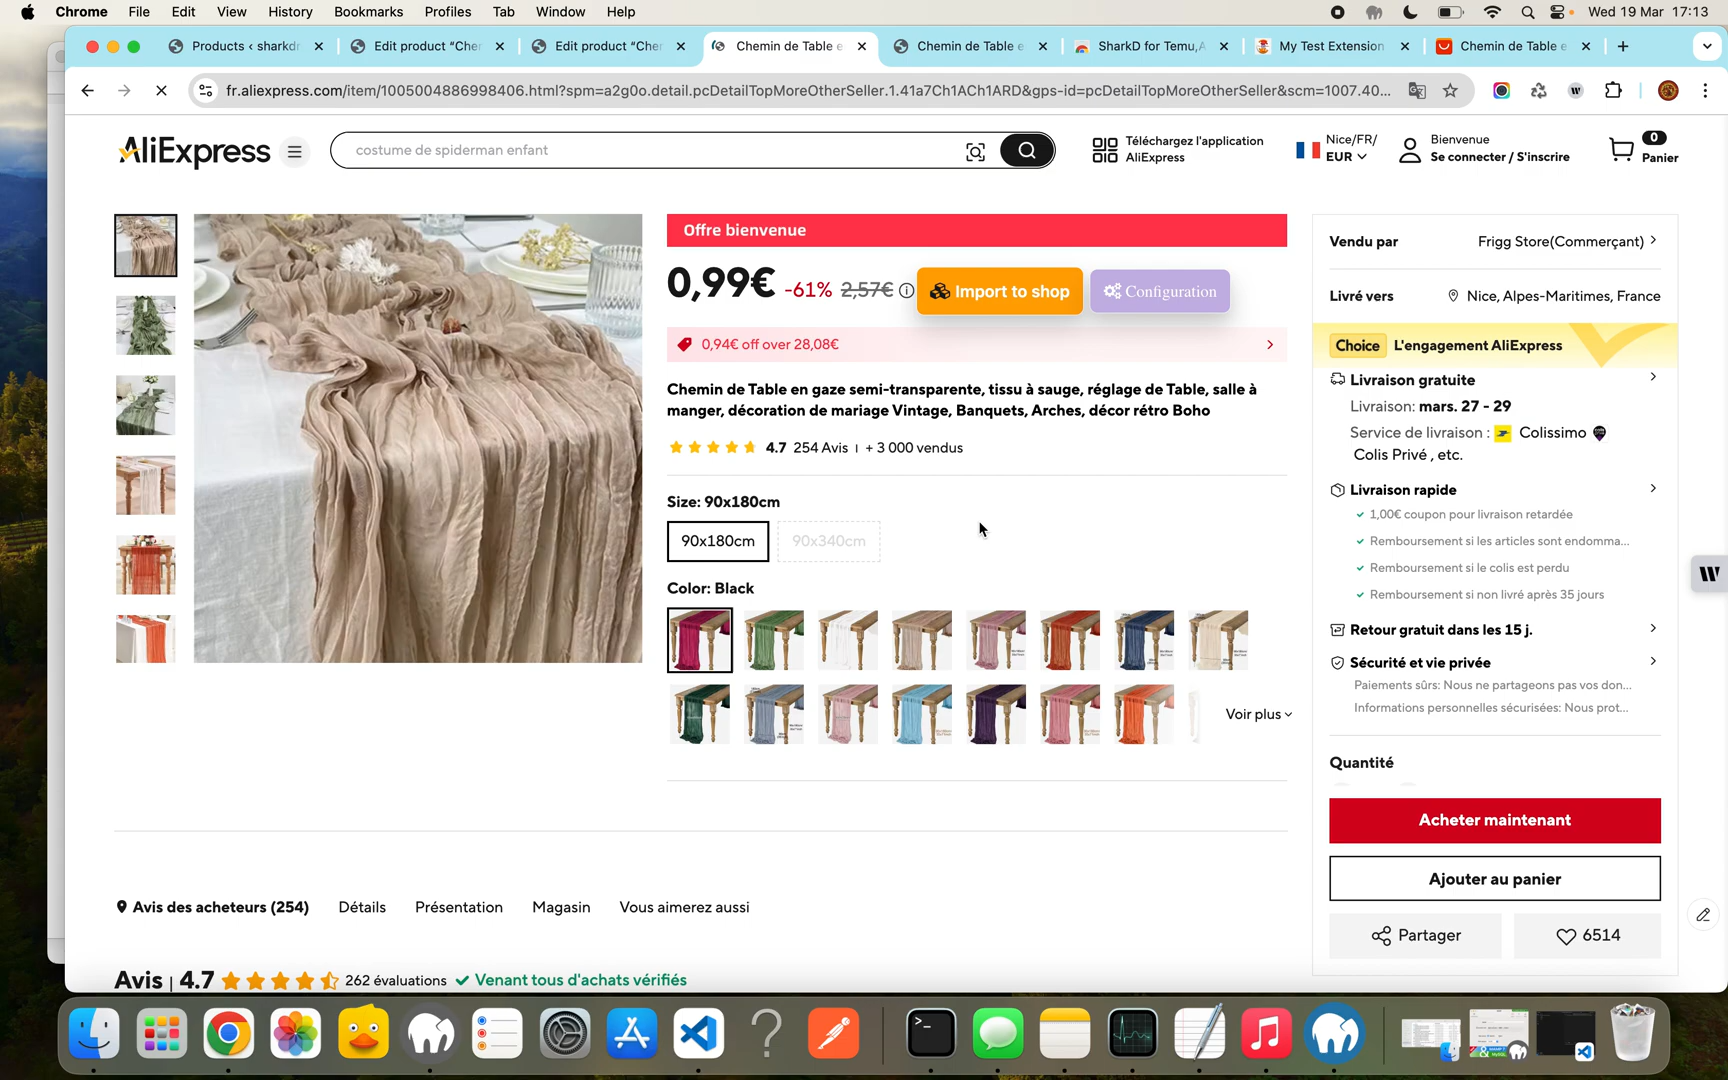 Chrome File Edit View History Bookmarks Profiles Tab Window Help Wed 19 Mar 17:13
Products ‹ sharkdr Edit product “Cher Edit product “Cher Chemin de Table e Chemin de Table e SharkD for Temu,A My Test Extension Chemin de Table e
fr.aliexpress.com/item/1005004886998406.html?spm=a2g0o.detail.pcDetailTopMoreOtherSeller.1.41a7Ch1ACh1ARD&gps-id=pcDetailTopMoreOtherSeller&scm=1007.40...
AliExpress
costume de spiderman enfant
Téléchargez l'application
AliExpress
Nice/FR/
EUR
Bienvenue
Se connecter / S'inscrire
0
Panier
Offre bienvenue
0,99€ -61% 2,57€ Import to shop Configuration
0,94€ off over 28,08€
Chemin de Table en gaze semi-transparente, tissu à sauge, réglage de Table, salle à
manger, décoration de mariage Vintage, Banquets, Arches, décor rétro Boho
4.7 254 Avis + 3 000 vendus
Size: 90x180cm
90x180cm 90x340cm
Color: Black
Voir plus
Vendu par Frigg Store(Commerçant)
Livré vers Nice, Alpes-Maritimes, France
Choice L'engagement AliExpress
Livraison gratuite
Livraison: mars. 27 - 29
Service de livraison : Colissimo
Colis Privé , etc.
Livraison rapide
1,00€ coupon pour livraison retardée
Remboursement si les articles sont endomma...
Remboursement si le colis est perdu
Remboursement si non livré après 35 jours
Retour gratuit dans les 15 j.
Sécurité et vie privée
Paiements sûrs: Nous ne partageons pas vos don...
Informations personnelles sécurisées: Nous prot...
Quantité
Acheter maintenant
Ajouter au panier
Partager 6514
Avis des acheteurs (254) Détails Présentation Magasin Vous aimerez aussi
Avis | 4.7 262 évaluations Venant tous d'achats vérifiés